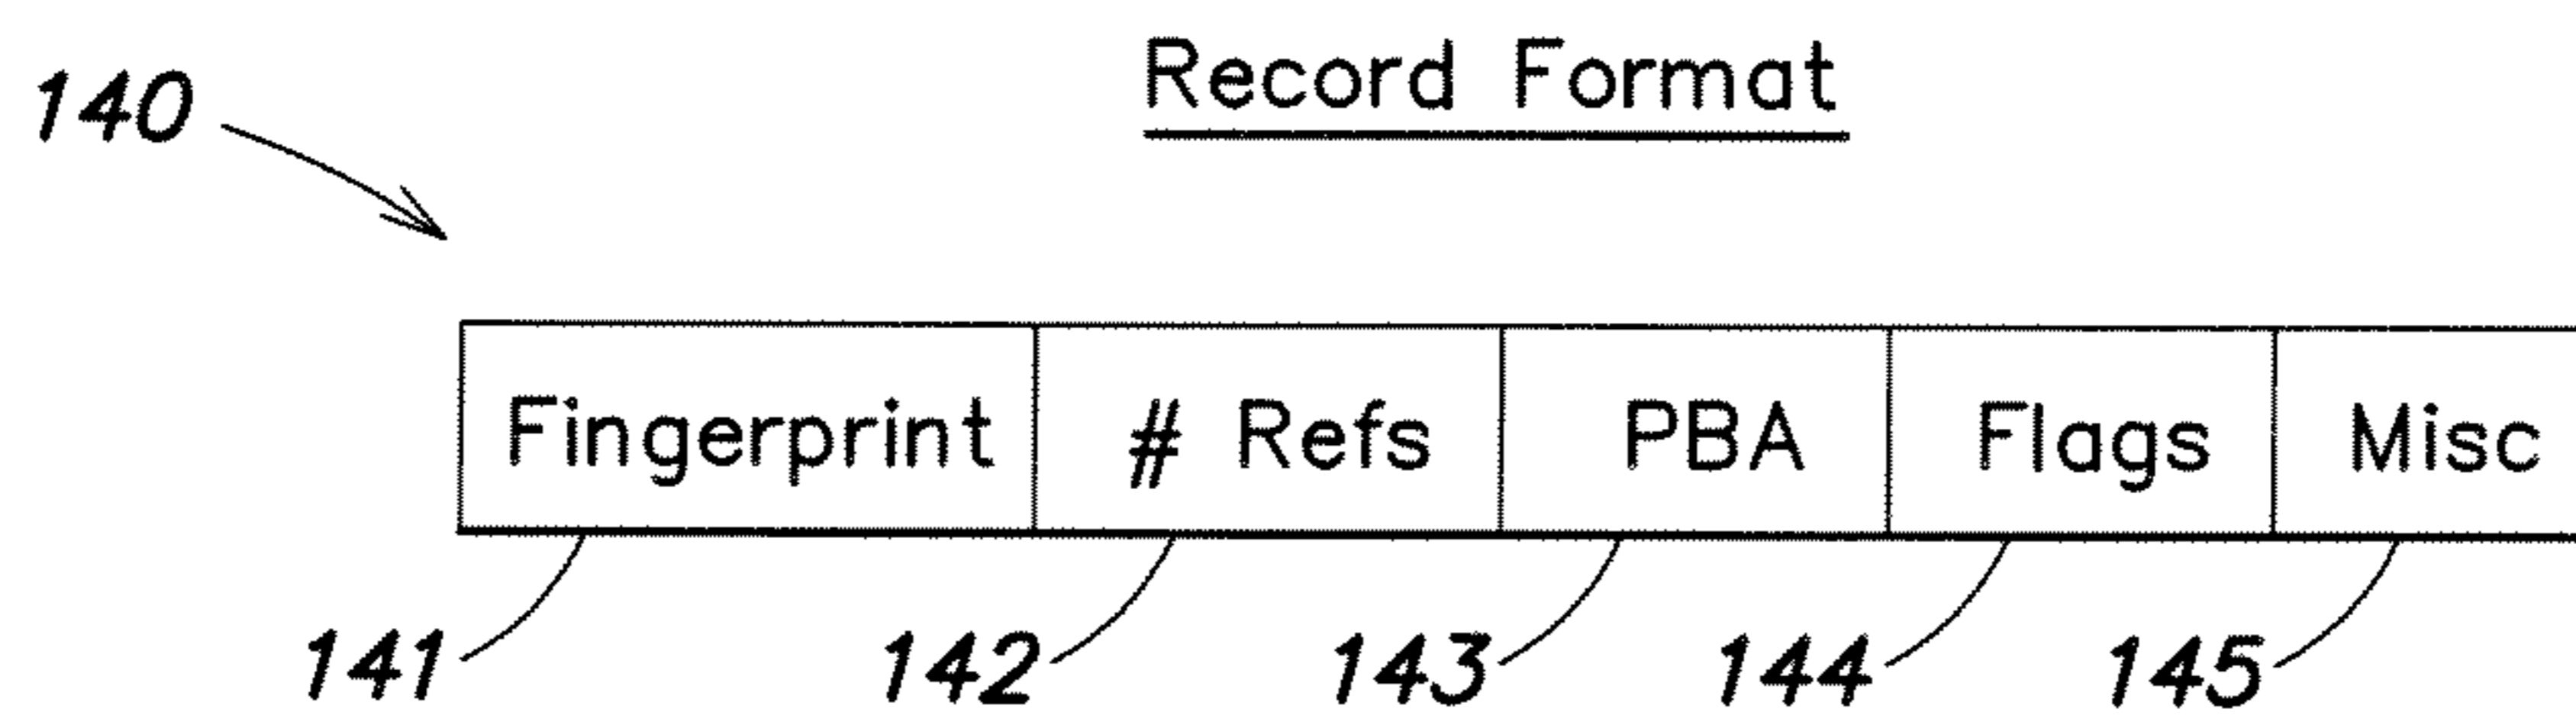 Record Format
140
Fingerprint # Refs PBA Flags Misc
141 142 143 144 145